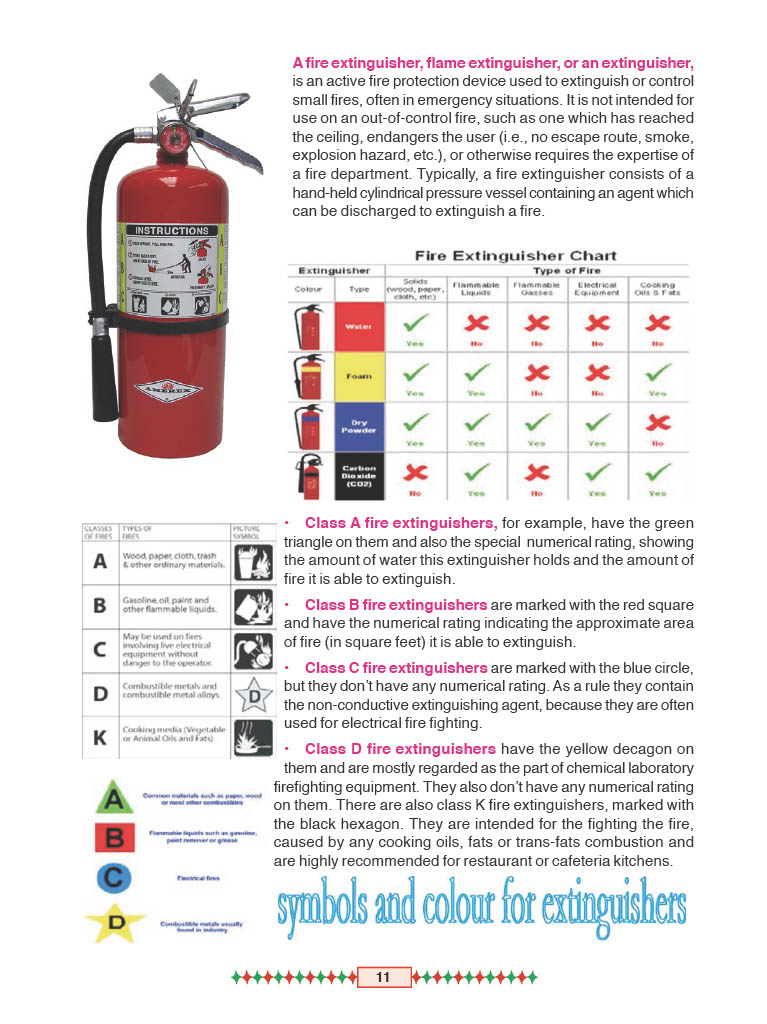 A fire extinguisher, flame extinguisher, or an extinguisher,
is an active fire protection device used to extinguish or control
small fires, often in emergency situations. It is not intended for
use on an out-of-control fire, such as one which has reached
the ceiling, endangers the user (i.e., no escape route, smoke,
explosion hazard, etc.), or otherwise requires the expertise of
a fire department. Typically, a fire extinguisher consists of a
hand-held cylindrical pressure vessel containing an agent which
can be discharged to extinguish a fire.
INSTRUCTIONS
A
B
C
AMEREX
Fire Extinguisher Chart
Extinguisher Type of Fire
Colour Type Solids (wood, paper, cloth, etc) Flammable Liquids Flammable Gasses Electrical Equipment Cooking Oils & Fats
Water Yes No No No No
Foam Yes Yes No No Yes
Dry Powder Yes Yes Yes Yes No
Carbon Dioxide (CO2) No Yes No Yes Yes
CLASSES OF FIRES TYPES OF FIRES PICTURE SYMBOL
A Wood, paper, cloth, trash
& other ordinary materials.
B Gasoline, oil, paint and
other flammable liquids.
C May be used on fires
involving live electrical
equipment without
danger to the operator.
D Combustible metals and
combustible metal alloys.
D
K Cooking media (Vegetable
or Animal Oils and Fats)
• Class A fire extinguishers, for example, have the green
triangle on them and also the special numerical rating, showing
the amount of water this extinguisher holds and the amount of
fire it is able to extinguish.
• Class B fire extinguishers are marked with the red square
and have the numerical rating indicating the approximate area
of fire (in square feet) it is able to extinguish.
• Class C fire extinguishers are marked with the blue circle,
but they don't have any numerical rating. As a rule they contain
the non-conductive extinguishing agent, because they are often
used for electrical fire fighting.
• Class D fire extinguishers have the yellow decagon on
them and are mostly regarded as the part of chemical laboratory
firefighting equipment. They also don't have any numerical rating
on them. There are also class K fire extinguishers, marked with
the black hexagon. They are intended for the fighting the fire,
caused by any cooking oils, fats or trans-fats combustion and
are highly recommended for restaurant or cafeteria kitchens.
A Common materials such as paper, wood
or most other combustibles
B Flammable liquids such as gasoline,
paint remover or grease
C Electrical fires
D Combustible metals usually
found in industry
symbols and colour for extinguishers
11